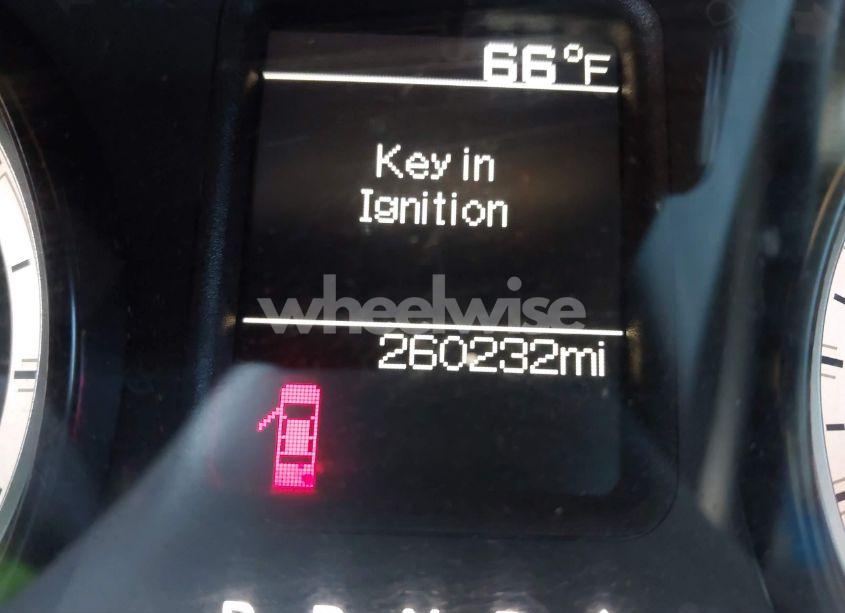 66°F
Key in
Ignition
wheelwise
260232mi